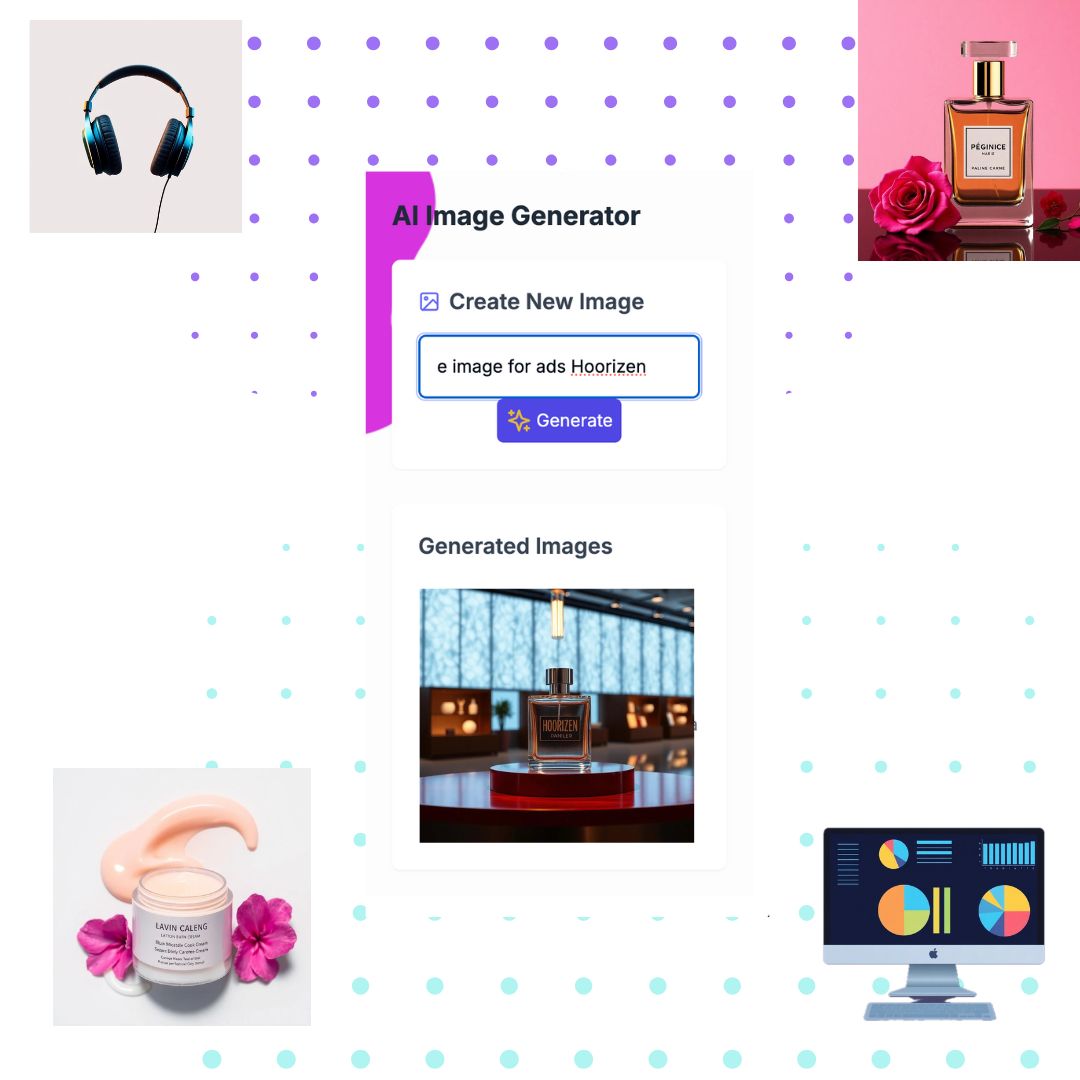 PÉGINICE
PALINE CARNE
AI Image Generator
Create New Image
e image for ads Hoorizen
Generate
Generated Images
HOORIZEN
LAVIN CALENG